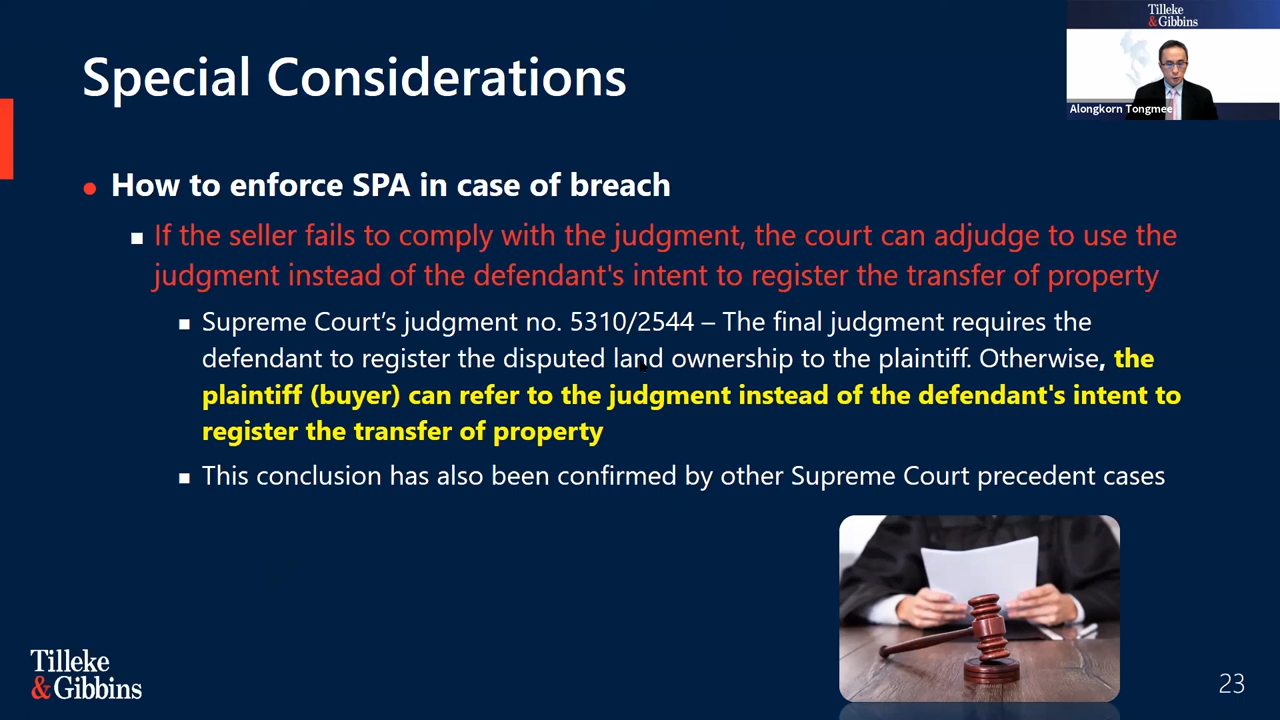 Tilleke
& Gibbins
Alongkorn Tongmee
Special Considerations
How to enforce SPA in case of breach
If the seller fails to comply with the judgment, the court can adjudge to use the
judgment instead of the defendant's intent to register the transfer of property
Supreme Court’s judgment no. 5310/2544 – The final judgment requires the
defendant to register the disputed land ownership to the plaintiff. Otherwise, the
plaintiff (buyer) can refer to the judgment instead of the defendant's intent to
register the transfer of property
This conclusion has also been confirmed by other Supreme Court precedent cases
Tilleke
& Gibbins
23